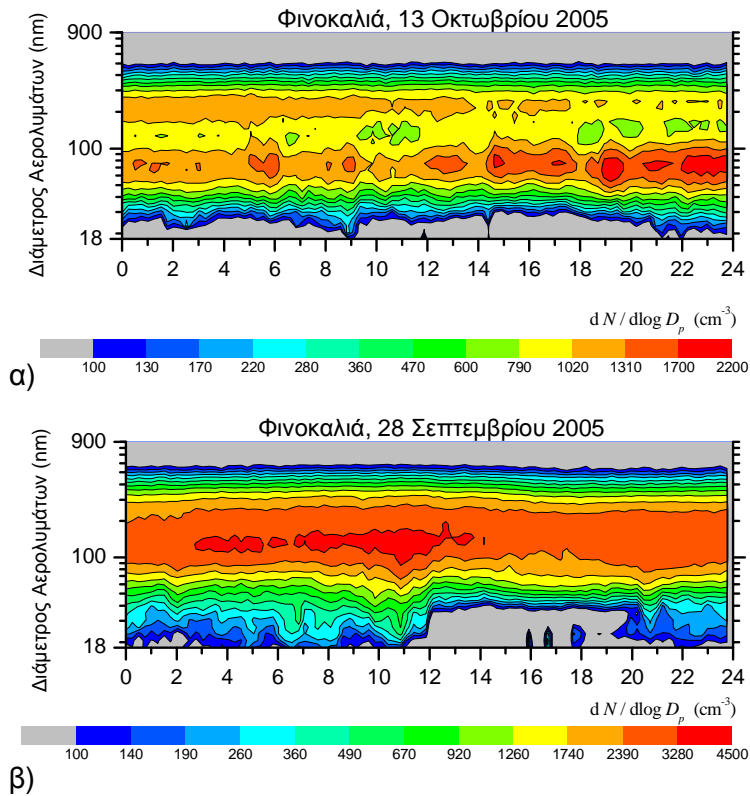 Φινοκαλιά, 13 Οκτωβρίου 2005
900
100
18
Διάμετρος Αερολυμάτων (nm)
0 2 4 6 8 10 12 14 16 18 20 22 24
d N / dlog D_p (cm⁻³)
100 130 170 220 280 360 470 600 790 1020 1310 1700 2200
α)
Φινοκαλιά, 28 Σεπτεμβρίου 2005
900
100
18
Διάμετρος Αερολυμάτων (nm)
0 2 4 6 8 10 12 14 16 18 20 22 24
d N / dlog D_p (cm⁻³)
100 140 190 260 360 490 670 920 1260 1740 2390 3280 4500
β)